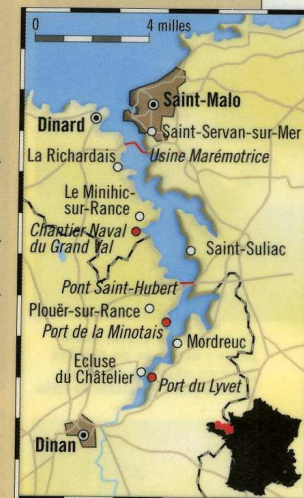 0 4 milles
Saint-Malo
Dinard
Saint-Servan-sur-Mer
La Richardais
Usine Marémotrice
Le Minihic-
sur-Rance
Chantier Naval
du Grand Val
Saint-Suliac
Pont Saint-Hubert
Plouër-sur-Rance
Port de la Minotais
Mordreuc
Ecluse
du Châtelier
Port du Lyvet
Dinan